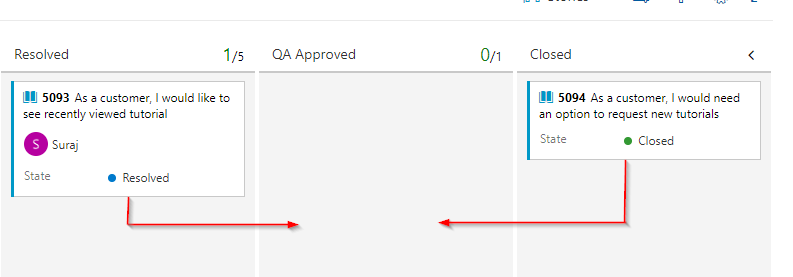 Resolved 1/5 QA Approved 0/1 Closed
5093 As a customer, I would like to
see recently viewed tutorial
S Suraj
State Resolved
5094 As a customer, I would need
an option to request new tutorials
State Closed